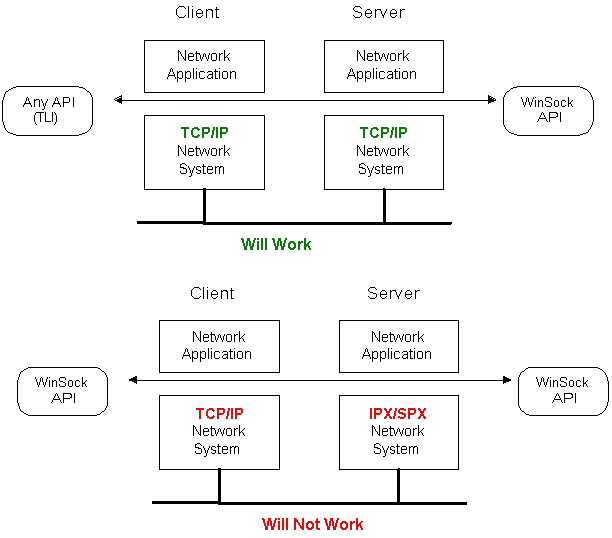 Client Server
Network
Application
Network
Application
Any API
(TLI)
WinSock
API
TCP/IP
Network
System
TCP/IP
Network
System
Will Work
Client Server
Network
Application
Network
Application
WinSock
API
WinSock
API
TCP/IP
Network
System
IPX/SPX
Network
System
Will Not Work